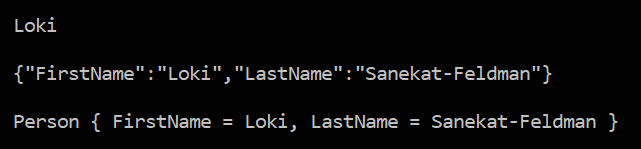 Loki
{"FirstName":"Loki","LastName":"Sanekat-Feldman"}
Person { FirstName = Loki, LastName = Sanekat-Feldman }